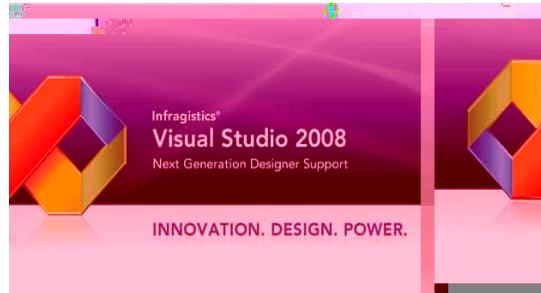 Infragistics®
Visual Studio 2008
Next Generation Designer Support
INNOVATION. DESIGN. POWER.